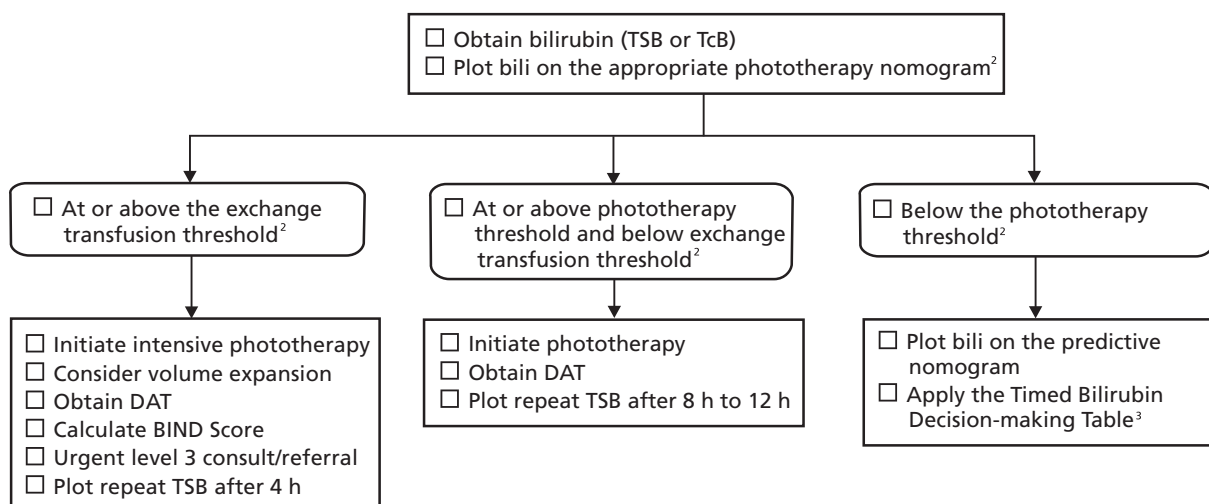 ☐ Obtain bilirubin (TSB or TcB)
☐ Plot bili on the appropriate phototherapy nomogram²
☐ At or above the exchange
transfusion threshold²
☐ At or above phototherapy
threshold and below exchange
transfusion threshold²
☐ Below the phototherapy
threshold²
☐ Initiate intensive phototherapy
☐ Consider volume expansion
☐ Obtain DAT
☐ Calculate BIND Score
☐ Urgent level 3 consult/referral
☐ Plot repeat TSB after 4 h
☐ Initiate phototherapy
☐ Obtain DAT
☐ Plot repeat TSB after 8 h to 12 h
☐ Plot bili on the predictive
nomogram
☐ Apply the Timed Bilirubin
Decision-making Table³